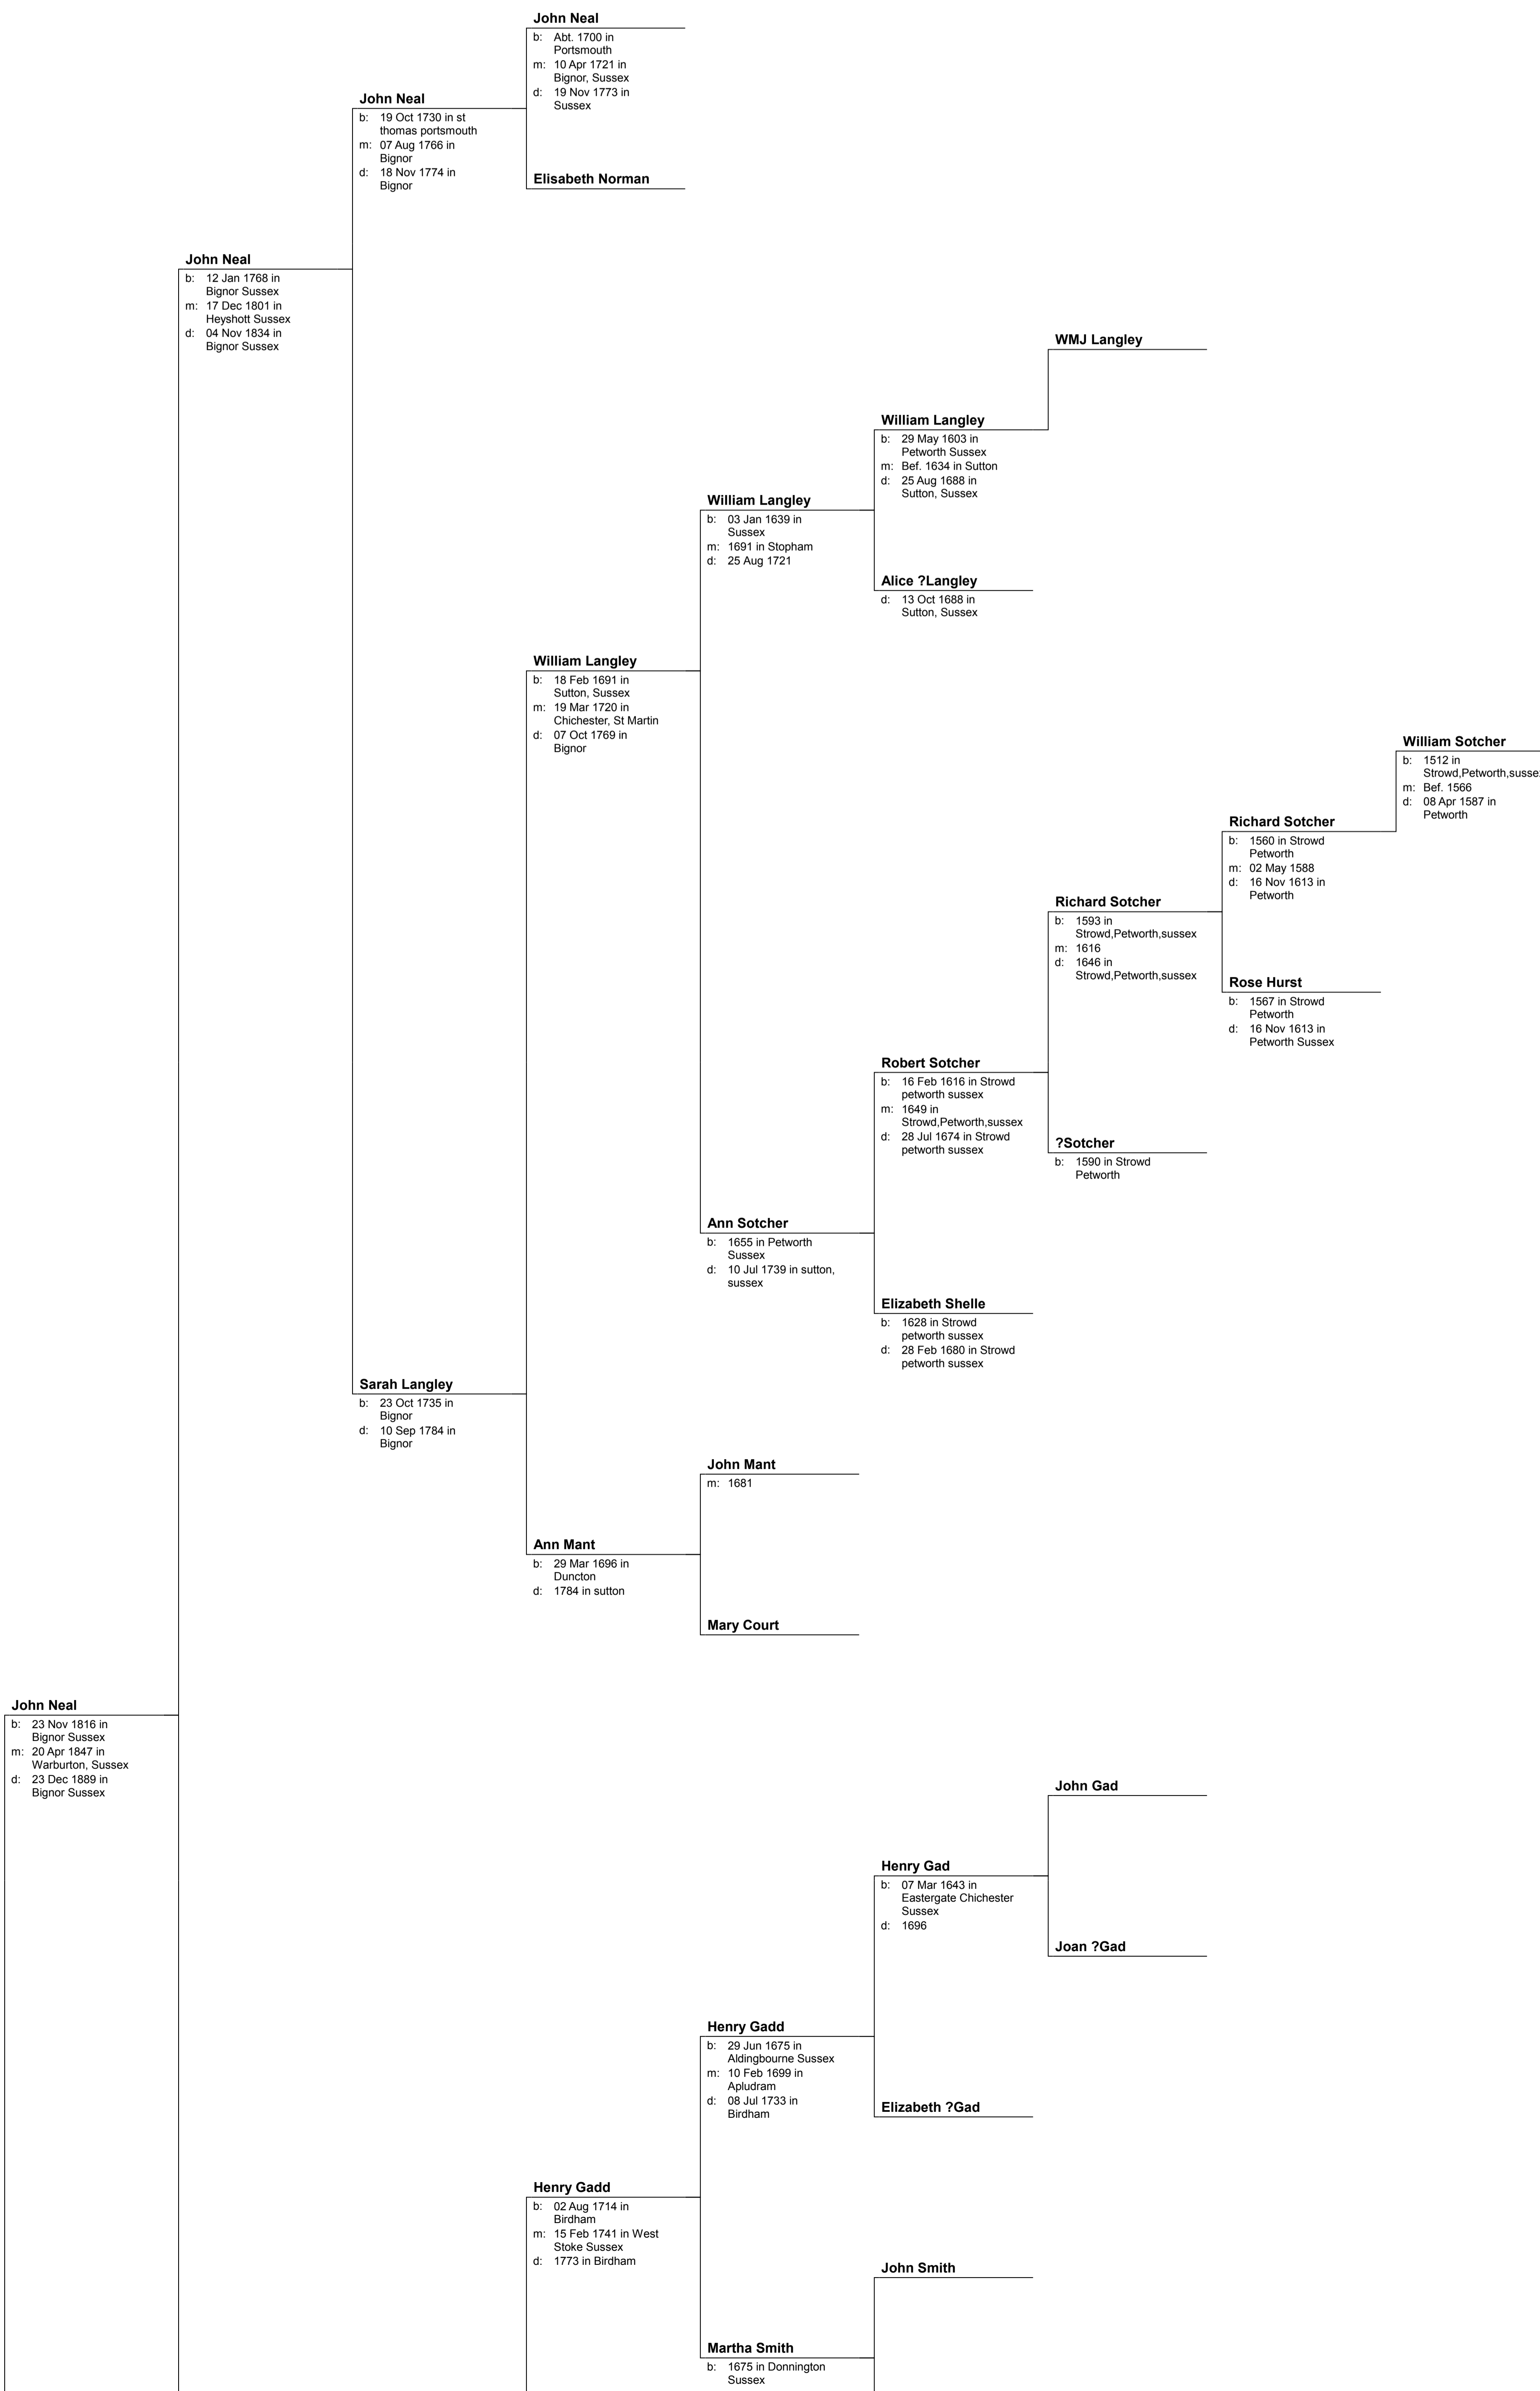 John Neal
b: Abt. 1700 in
Portsmouth
m: 10 Apr 1721 in
Bignor, Sussex
d: 19 Nov 1773 in
Sussex
John Neal
b: 19 Oct 1730 in st
thomas portsmouth
m: 07 Aug 1766 in
Bignor
d: 18 Nov 1774 in
Bignor
Elisabeth Norman
John Neal
b: 12 Jan 1768 in
Bignor Sussex
m: 17 Dec 1801 in
Heyshott Sussex
d: 04 Nov 1834 in
Bignor Sussex
WMJ Langley
William Langley
b: 29 May 1603 in
Petworth Sussex
m: Bef. 1634 in Sutton
d: 25 Aug 1688 in
Sutton, Sussex
William Langley
b: 03 Jan 1639 in
Sussex
m: 1691 in Stopham
d: 25 Aug 1721
Alice ?Langley
d: 13 Oct 1688 in
Sutton, Sussex
William Langley
b: 18 Feb 1691 in
Sutton, Sussex
m: 19 Mar 1720 in
Chichester, St Martin
d: 07 Oct 1769 in
Bignor
William Sotcher
b: 1512 in
Strowd,Petworth,susse
m: Bef. 1566
d: 08 Apr 1587 in
Petworth
Richard Sotcher
b: 1560 in Strowd
Petworth
m: 02 May 1588
d: 16 Nov 1613 in
Petworth
Richard Sotcher
b: 1593 in
Strowd,Petworth,sussex
m: 1616
d: 1646 in
Strowd,Petworth,sussex
Rose Hurst
b: 1567 in Strowd
Petworth
d: 16 Nov 1613 in
Petworth Sussex
Robert Sotcher
b: 16 Feb 1616 in Strowd
petworth sussex
m: 1649 in
Strowd,Petworth,sussex
d: 28 Jul 1674 in Strowd
petworth sussex
?Sotcher
b: 1590 in Strowd
Petworth
Ann Sotcher
b: 1655 in Petworth
Sussex
d: 10 Jul 1739 in sutton,
sussex
Elizabeth Shelle
b: 1628 in Strowd
petworth sussex
d: 28 Feb 1680 in Strowd
petworth sussex
Sarah Langley
b: 23 Oct 1735 in
Bignor
d: 10 Sep 1784 in
Bignor
John Mant
m: 1681
Ann Mant
b: 29 Mar 1696 in
Duncton
d: 1784 in sutton
Mary Court
John Neal
b: 23 Nov 1816 in
Bignor Sussex
m: 20 Apr 1847 in
Warburton, Sussex
d: 23 Dec 1889 in
Bignor Sussex
John Gad
Henry Gad
b: 07 Mar 1643 in
Eastergate Chichester
Sussex
d: 1696
Joan ?Gad
Henry Gadd
b: 29 Jun 1675 in
Aldingbourne Sussex
m: 10 Feb 1699 in
Apludram
d: 08 Jul 1733 in
Birdham
Elizabeth ?Gad
Henry Gadd
b: 02 Aug 1714 in
Birdham
m: 15 Feb 1741 in West
Stoke Sussex
d: 1773 in Birdham
John Smith
Martha Smith
b: 1675 in Donnington
Sussex